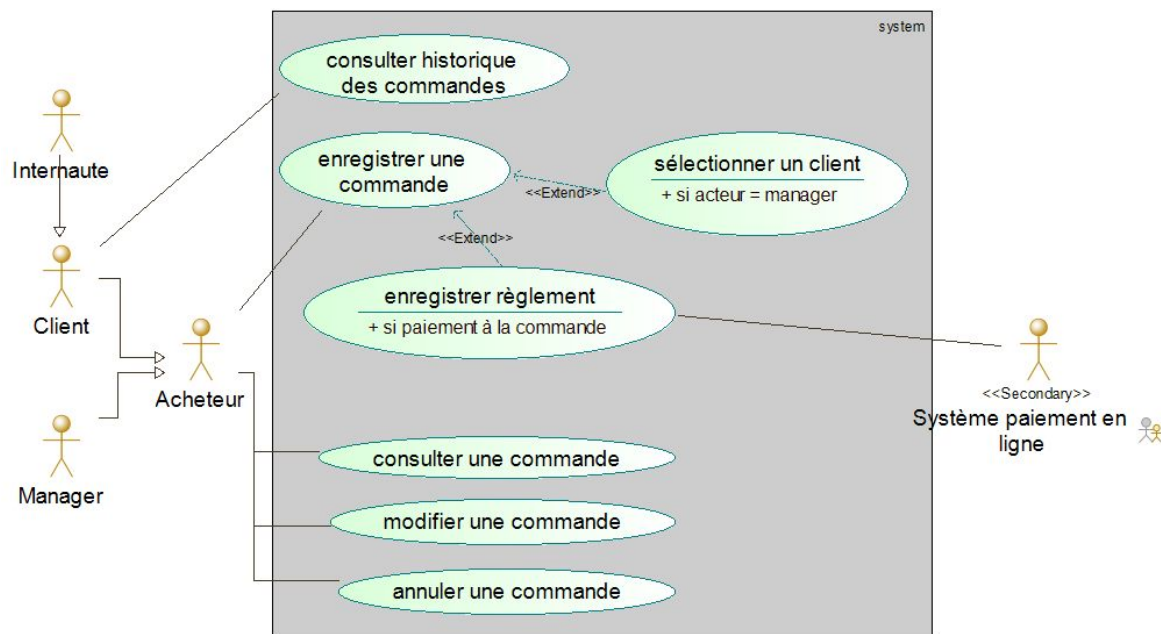 system
consulter historique
des commandes
Internaute
enregistrer une
commande
sélectionner un client
+ si acteur = manager
<<Extend>>
<<Extend>>
Client
enregistrer règlement
+ si paiement à la commande
Acheteur
<<Secondary>>
Système paiement en
ligne
Manager
consulter une commande
modifier une commande
annuler une commande